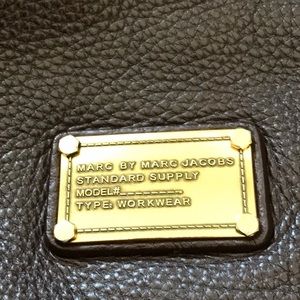 MARC BY MARC JACOBS
STANDARD SUPPLY
MODEL#
TYPE: WORKWEAR